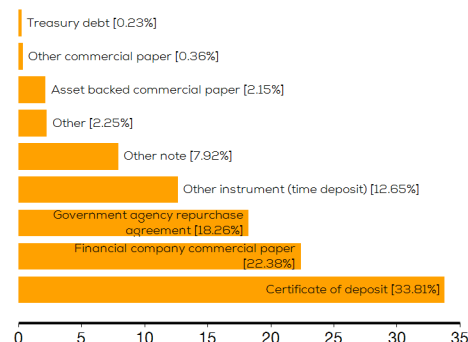 Treasury debt [0.23%]
Other commercial paper [0.36%]
Asset backed commercial paper [2.15%]
Other [2.25%]
Other note [7.92%]
Other instrument (time deposit) [12.65%]
Government agency repurchase
agreement [18.26%]
Financial company commercial paper
[22.38%]
Certificate of deposit [33.81%]
0 5 10 15 20 25 30 35